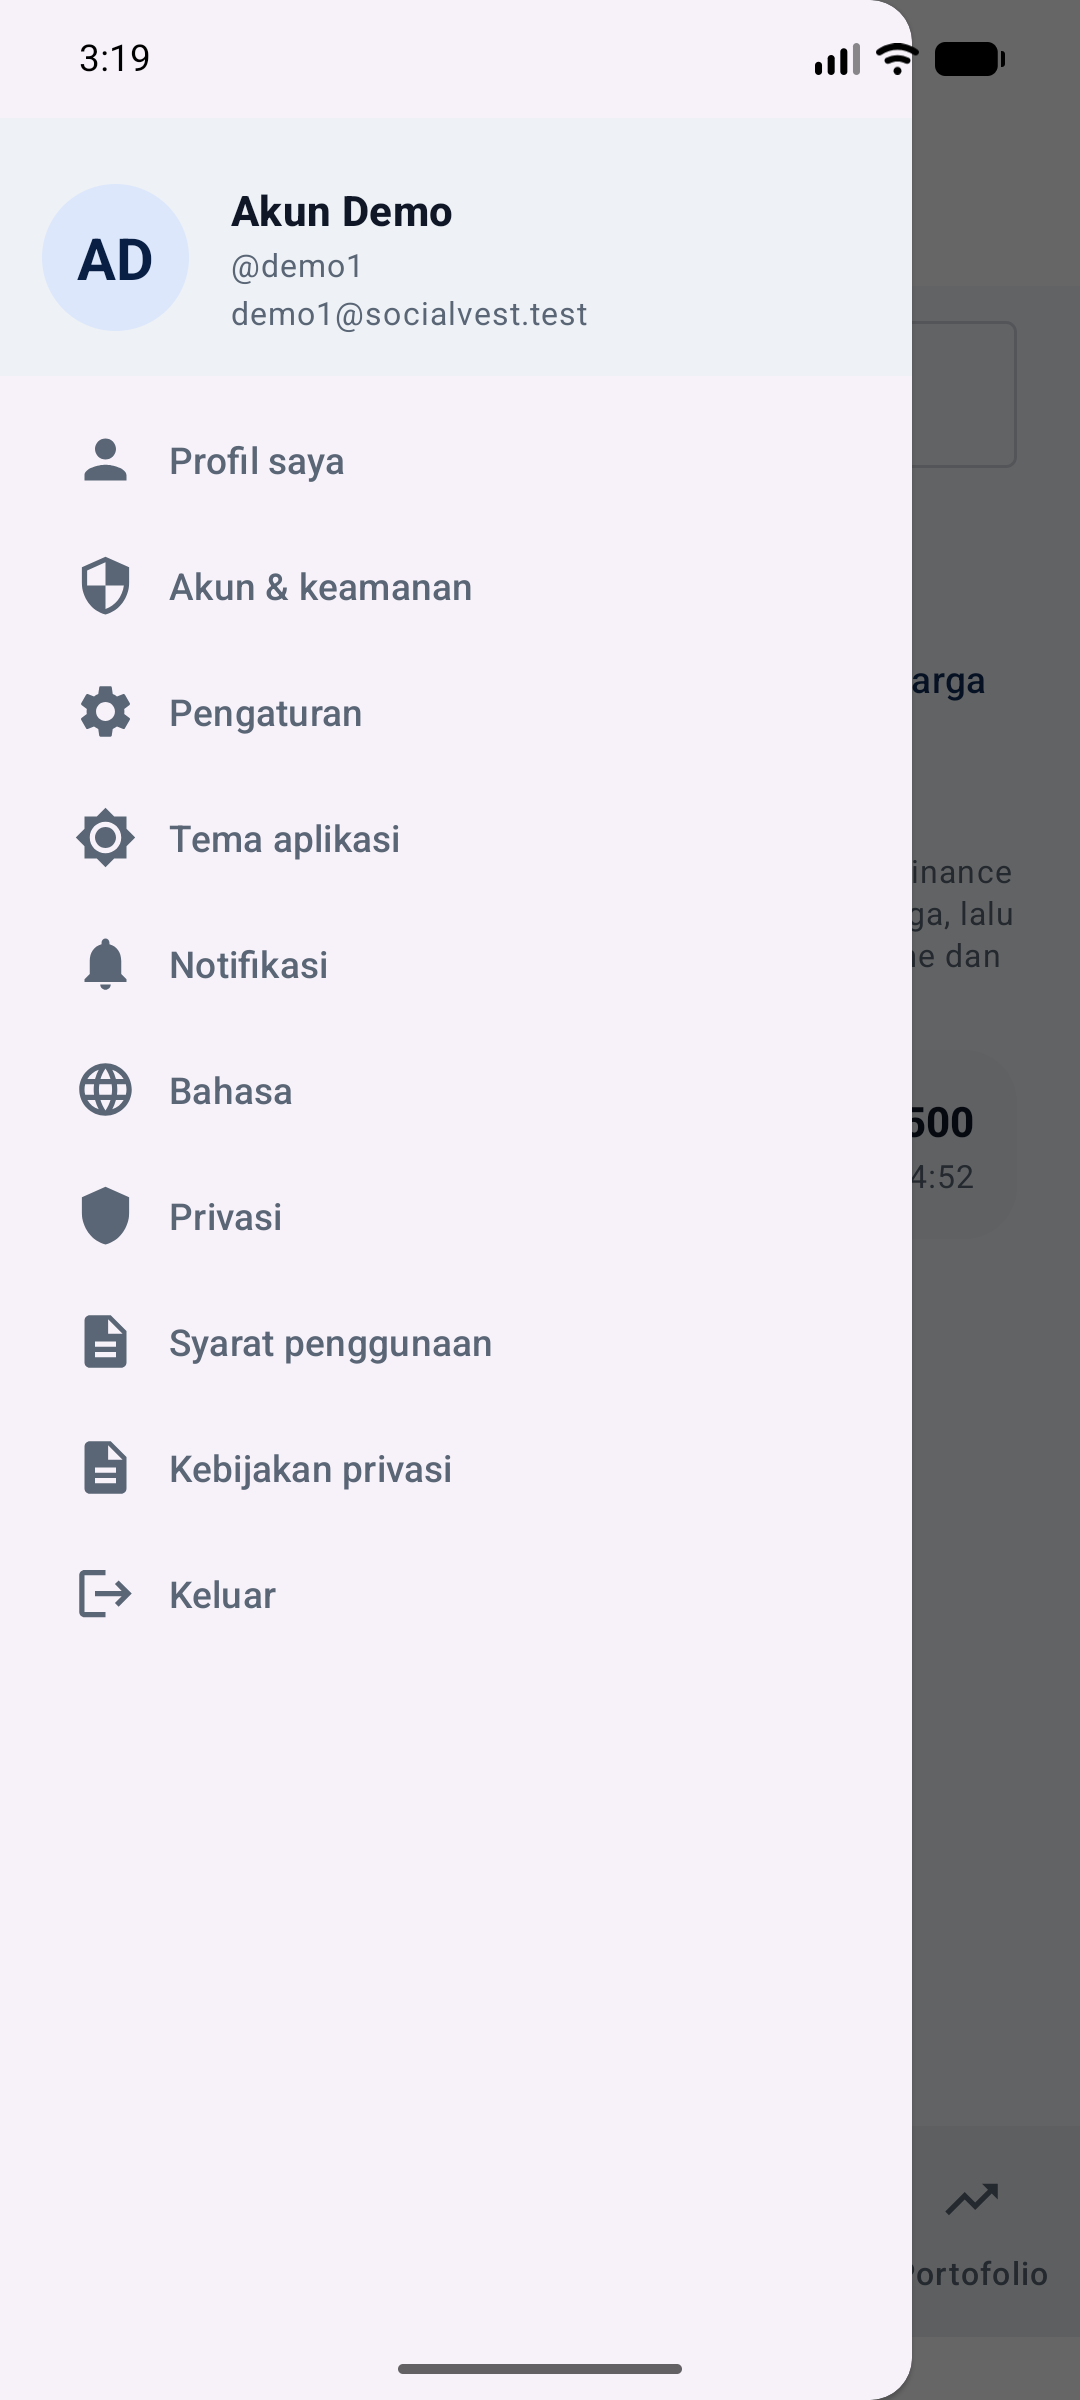 3:19
AD
Akun Demo
@demo1
demo1@socialvest.test
Profil saya
Akun & keamanan
Pengaturan
Tema aplikasi
Notifikasi
Bahasa
Privasi
Syarat penggunaan
Kebijakan privasi
Keluar
arga
inance
ga, lalu
dan
500
4:52
Portofolio